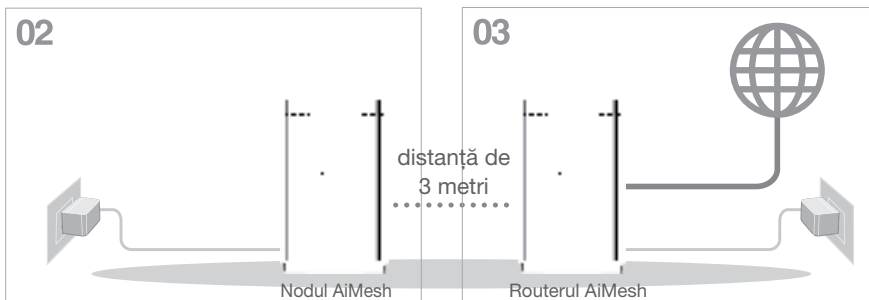 02
03
distanță de
3 metri
Nodul AiMesh
Routerul AiMesh